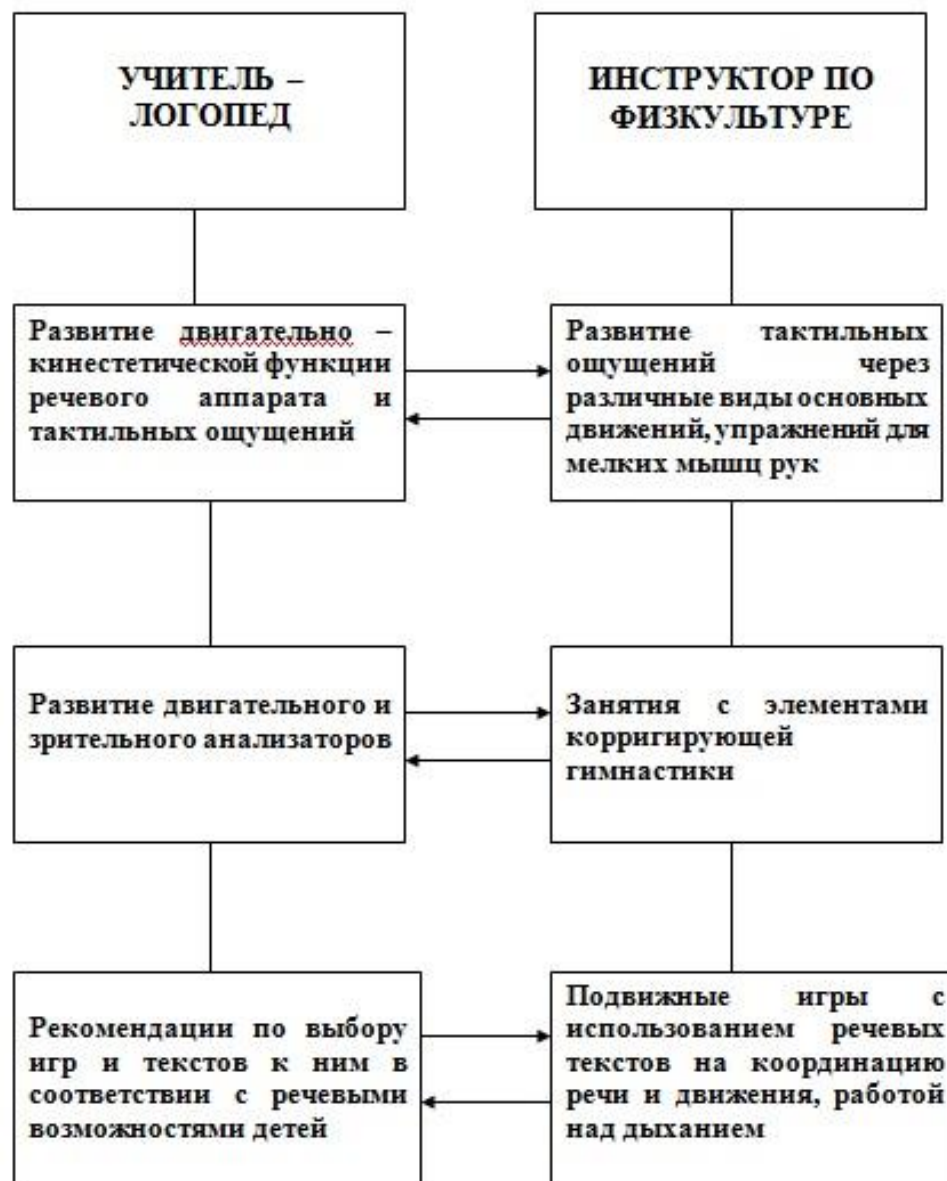 УЧИТЕЛЬ –
ЛОГОПЕД
ИНСТРУКТОР ПО
ФИЗКУЛЬТУРЕ
Развитие двигательно –
кинестетической функции
речевого аппарата и
тактильных ощущений
Развитие тактильных
ощущений через
различные виды основных
движений, упражнений для
мелких мышц рук
Развитие двигательного и
зрительного анализаторов
Занятия с элементами
корригирующей
гимнастики
Рекомендации по выбору
игр и текстов к ним в
соответствии с речевыми
возможностями детей
Подвижные игры с
использованием речевых
текстов на координацию
речи и движения, работой
над дыханием